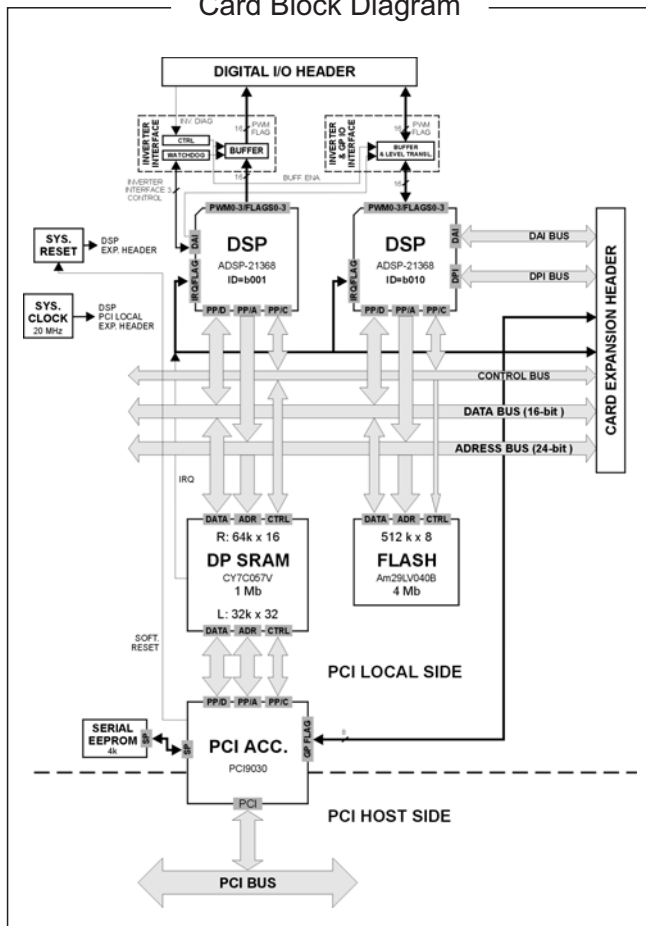 Card Block Diagram
DIGITAL I/O HEADER
INV. DIAG
16
PWM
FLAG
16
PWM
FLAG
INVERTER
INTERFACE
CTRL
WATCHDOG
BUFFER
INVERTER
& GP IO
INTERFACE
BUFFER
& LEVEL TRANSL.
BUFF. ENA.
INVERTER
INTERFACE
CONTROL
3
16
16
PWM0-3/FLAGS0-3
PWM0-3/FLAGS0-3
SYS.
RESET
DSP
EXP. HEADER
DAI
DSP
ADSP-21368
ID=b001
IRQ/FLAG
DSP
ADSP-21368
ID=b010
IRQ/FLAG
DAI
DPI
DAI BUS
DPI BUS
CARD EXPANSION HEADER
SYS.
CLOCK
20 MHz
DSP
PCI LOCAL
EXP. HEADER
PP/D PP/A PP/C
PP/D PP/A PP/C
CONTROL BUS
DATA BUS (16-bit )
ADRESS BUS (24-bit )
IRQ
DATA ADR CTRL
R: 64k x 16
DP SRAM
CY7C057V
1 Mb
L: 32k x 32
DATA ADR CTRL
DATA ADR CTRL
512 k x 8
FLASH
Am29LV040B
4 Mb
SOFT.
RESET
PCI LOCAL SIDE
PP/D PP/A PP/C
SERIAL
EEPROM
4k
SP
SP
PCI ACC.
PCI9030
GP FLAG
8
PCI
PCI HOST SIDE
PCI BUS